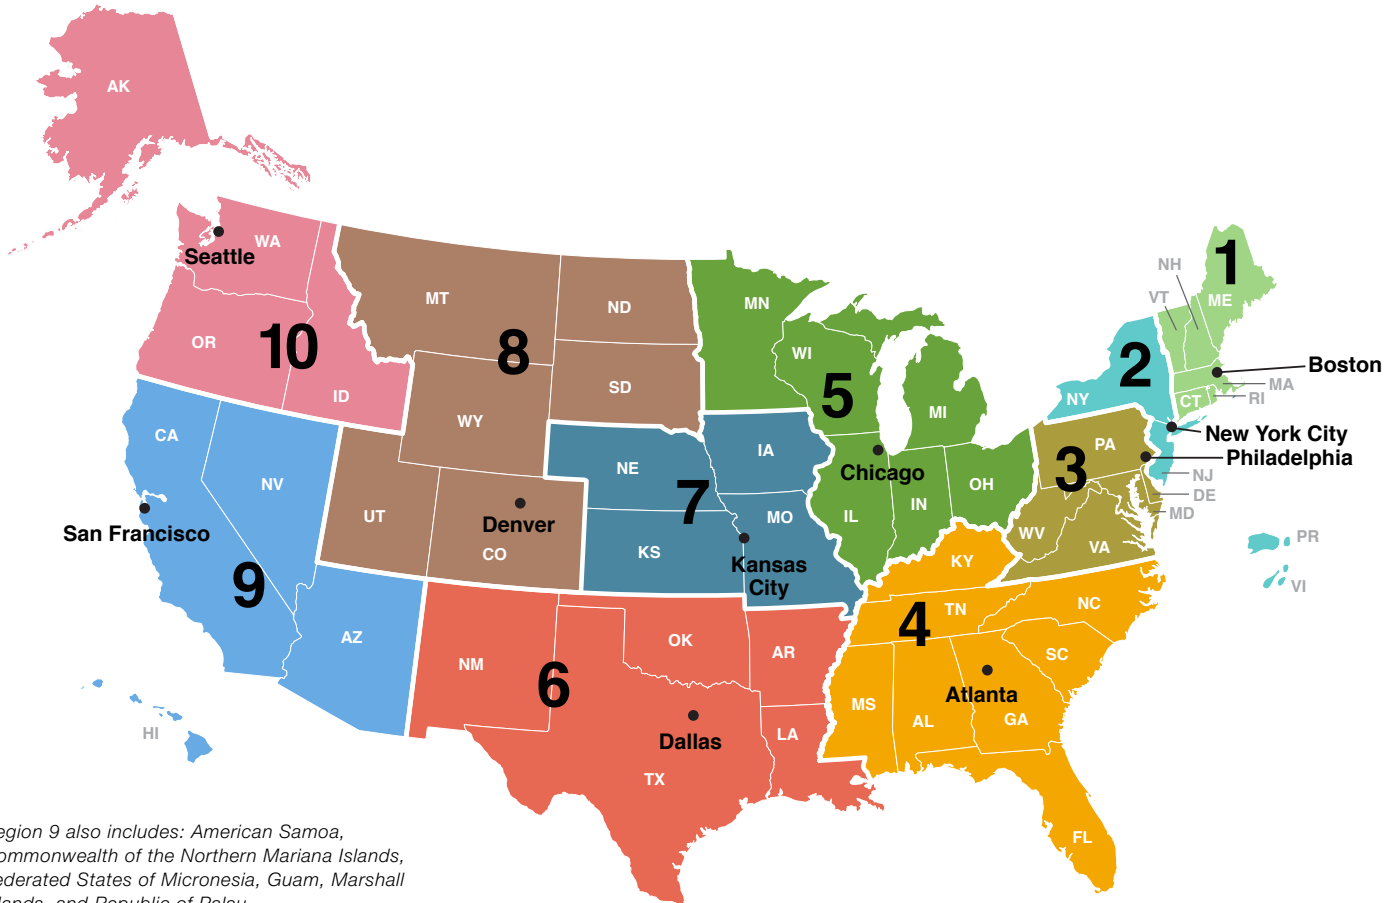 AK
WA
Seattle
OR
10
ID
MT
ND
8
SD
WY
UT
Denver
CO
CA
NV
San Francisco
9
AZ
HI
NE
7
IA
KS
MO
Kansas
City
MN
WI
5
MI
Chicago
IL
IN
OH
NM
6
OK
AR
Dallas
TX
LA
KY
TN
4
NC
SC
Atlanta
MS
AL
GA
FL
3
PA
WV
VA
Philadelphia
DE
MD
2
NY
New York City
NJ
PR
VI
1
NH
VT
ME
Boston
MA
CT
RI
also includes: American Samoa,
of the Northern Mariana Islands,
States of Micronesia, Guam, Marshall
and Republic of Palau